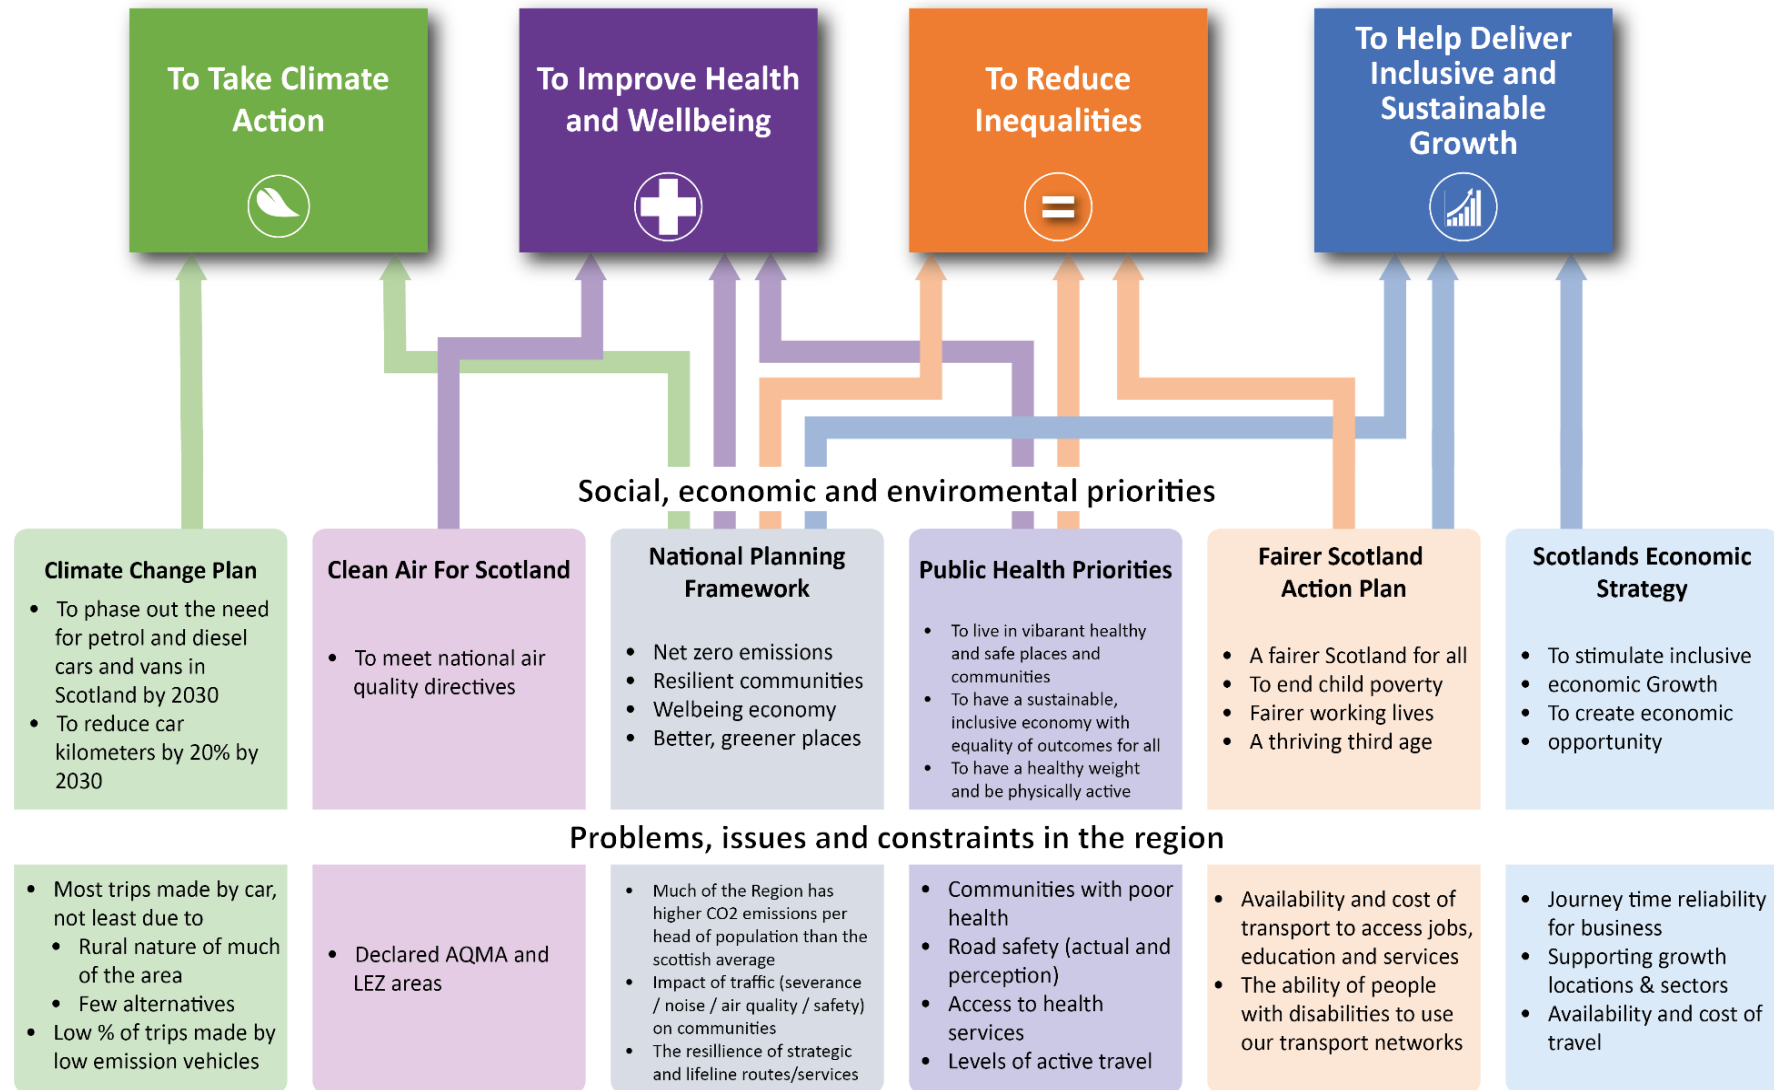 To Take Climate
Action
To Improve Health
and Wellbeing
To Reduce
Inequalities
=
To Help Deliver
Inclusive and
Sustainable
Growth
Social, economic and enviromental priorities
Climate Change Plan
• To phase out the need
for petrol and diesel
cars and vans in
Scotland by 2030
• To reduce car
kilometers by 20% by
2030
Clean Air For Scotland
• To meet national air
quality directives
National Planning
Framework
• Net zero emissions
• Resilient communities
• Welbeing economy
• Better, greener places
Public Health Priorities
• To live in vibarant healthy
and safe places and
communities
• To have a sustainable,
inclusive economy with
equality of outcomes for all
• To have a healthy weight
and be physically active
Fairer Scotland
Action Plan
• A fairer Scotland for all
• To end child poverty
• Fairer working lives
• A thriving third age
Scotlands Economic
Strategy
• To stimulate inclusive
• economic Growth
• To create economic
• opportunity
Problems, issues and constraints in the region
• Most trips made by car,
not least due to
• Rural nature of much
of the area
• Few alternatives
• Low % of trips made by
low emission vehicles
• Declared AQMA and
LEZ areas
• Much of the Region has
higher CO2 emissions per
head of population than the
scottish average
• Impact of traffic (severance
/ noise / air quality / safety)
on communities
• The resillience of strategic
and lifeline routes/services
• Communities with poor
health
• Road safety (actual and
perception)
• Access to health
services
• Levels of active travel
• Availability and cost of
transport to access jobs,
education and services
• The ability of people
with disabilities to use
our transport networks
• Journey time reliability
for business
• Supporting growth
locations & sectors
• Availability and cost of
travel